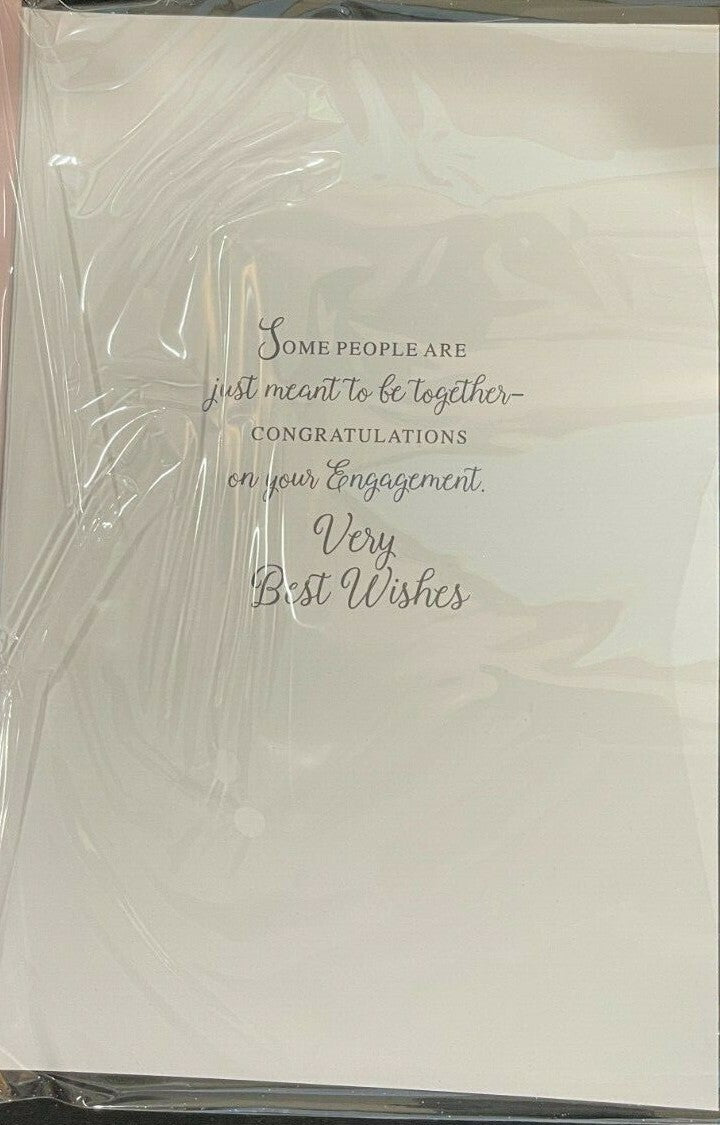 SOME PEOPLE ARE
just meant to be together–
CONGRATULATIONS
on your Engagement.
Very
Best Wishes